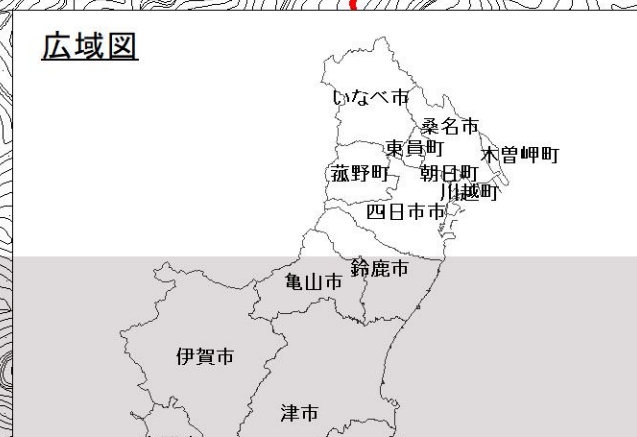 広域図
いなべ市
桑名市
東員町
木曽岬町
菰野町
朝日町
川越町
四日市市
鈴鹿市
亀山市
伊賀市
津市